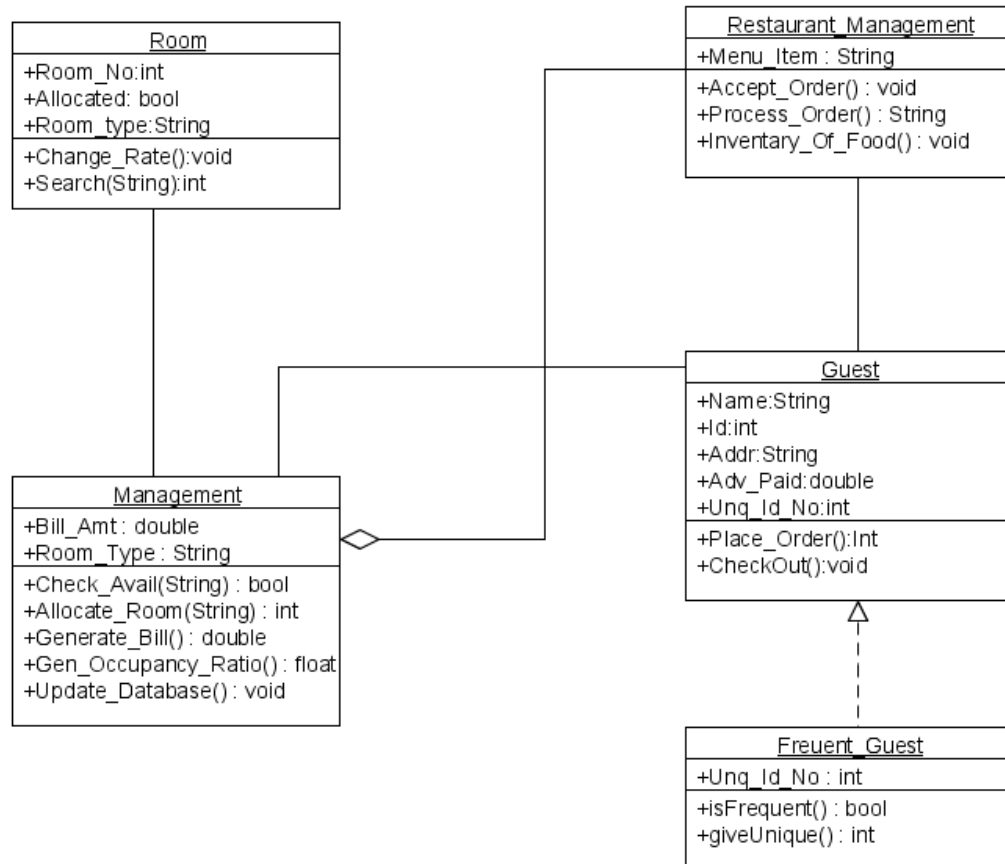 Room
+Room_No:int
+Allocated: bool
+Room_type:String
+Change_Rate():void
+Search(String):int
Restaurant_Management
+Menu_Item : String
+Accept_Order() : void
+Process_Order() : String
+Inventary_Of_Food() : void
Management
+Bill_Amt : double
+Room_Type : String
+Check_Avail(String) : bool
+Allocate_Room(String) : int
+Generate_Bill() : double
+Gen_Occupancy_Ratio() : float
+Update_Database() : void
Guest
+Name:String
+Id:int
+Addr:String
+Adv_Paid:double
+Unq_Id_No:int
+Place_Order():Int
+CheckOut():void
Freuent_Guest
+Unq_Id_No : int
+isFrequent() : bool
+giveUnique() : int